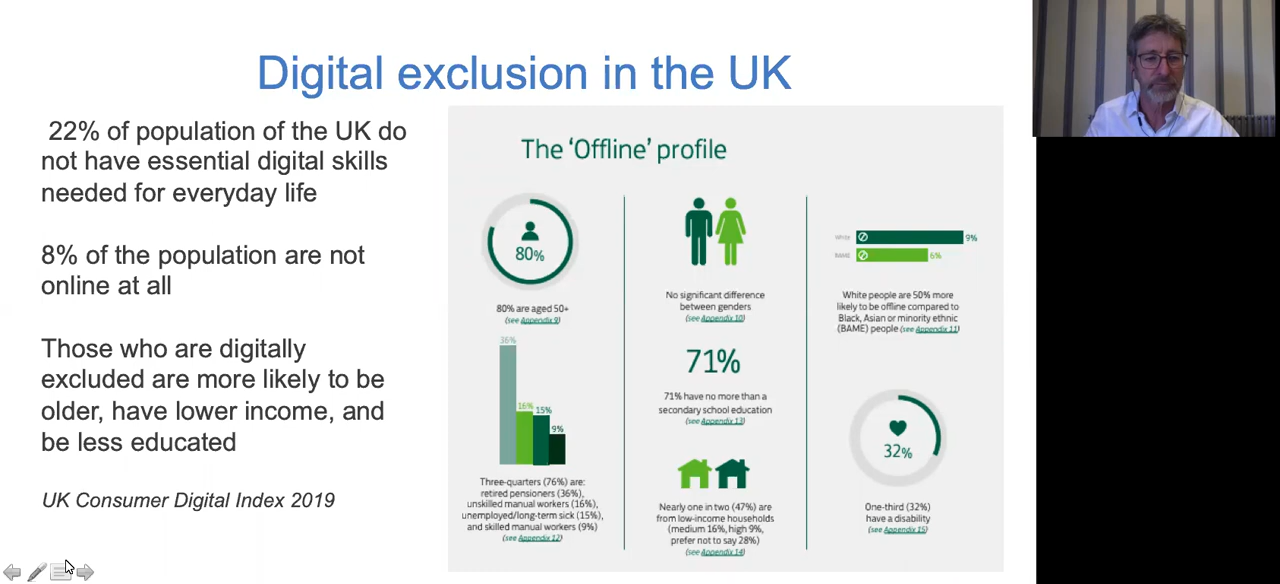 Digital exclusion in the UK
22% of population of the UK do
not have essential digital skills
needed for everyday life
8% of the population are not
online at all
Those who are digitally
excluded are more likely to be
older, have lower income, and
be less educated
UK Consumer Digital Index 2019
The ‘Offline’ profile
80%
80% are aged 50+
(see Appendix 9)
36%
16%
15%
9%
Three-quarters (76%) are:
retired pensioners (36%),
unskilled manual workers (16%),
unemployed/long-term sick (15%),
and skilled manual workers (9%)
(see Appendix 12)
No significant difference
between genders
(see Appendix 10)
71%
71% have no more than a
secondary school education
(see Appendix 13)
Nearly one in two (47%) are
from low-income households
(medium 16%, high 9%,
prefer not to say 28%)
(see Appendix 14)
White
9%
BAME
6%
White people are 50% more
likely to be offline compared to
Black, Asian or minority ethnic
(BAME) people (see Appendix 11)
32%
One-third (32%)
have a disability
(see Appendix 15)